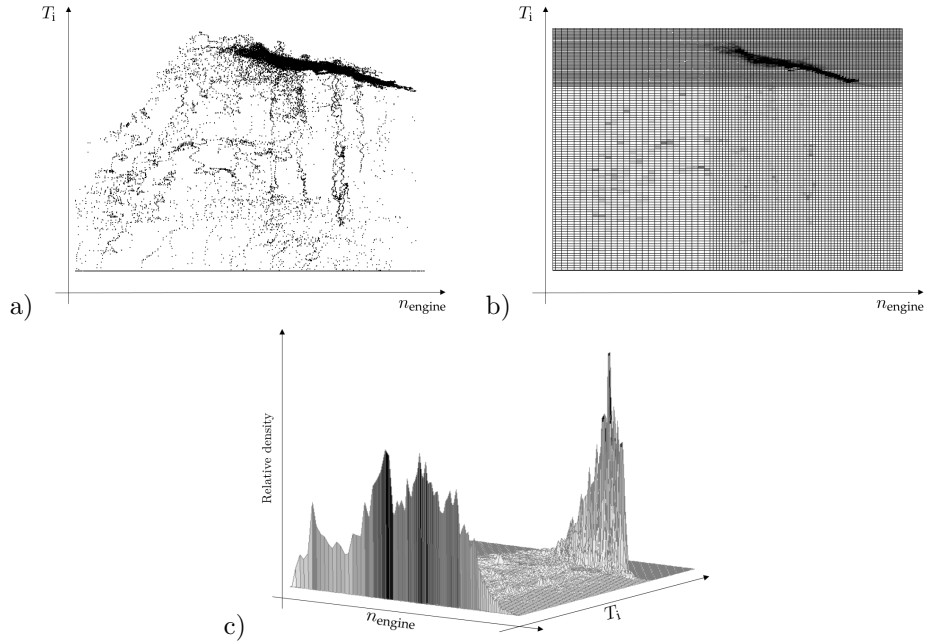 T_i
T_i
n_engine
n_engine
a)
b)
Relative density
n_engine
T_i
c)